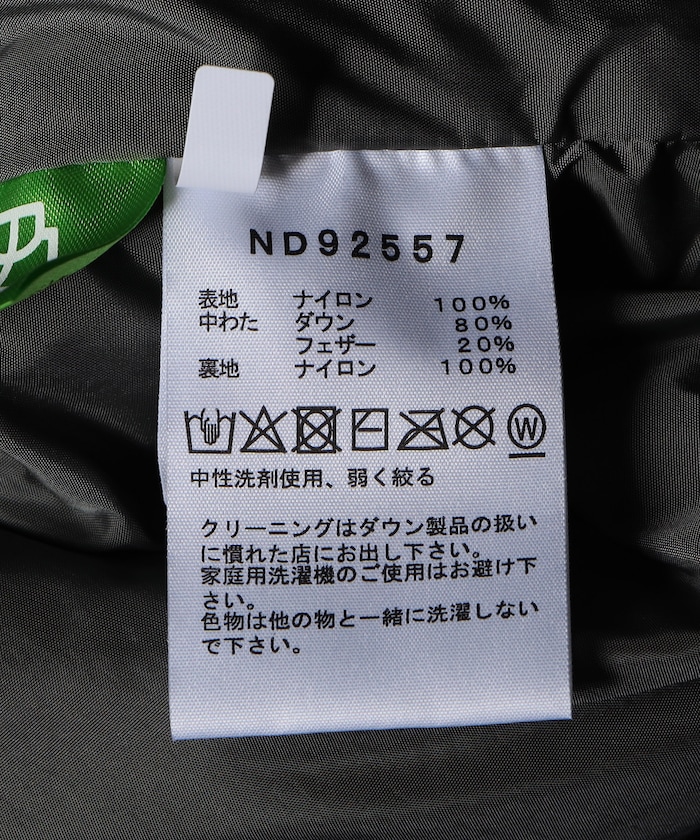 ND92557
表地 ナイロン 100%
中わた ダウン 80%
フェザー 20%
裏地 ナイロン 100%
W
中性洗剤使用、弱く絞る
クリーニングはダウン製品の扱い
に慣れた店にお出し下さい。
家庭用洗濯機のご使用はお避け下
さい。
色物は他の物と一緒に洗濯しない
で下さい。